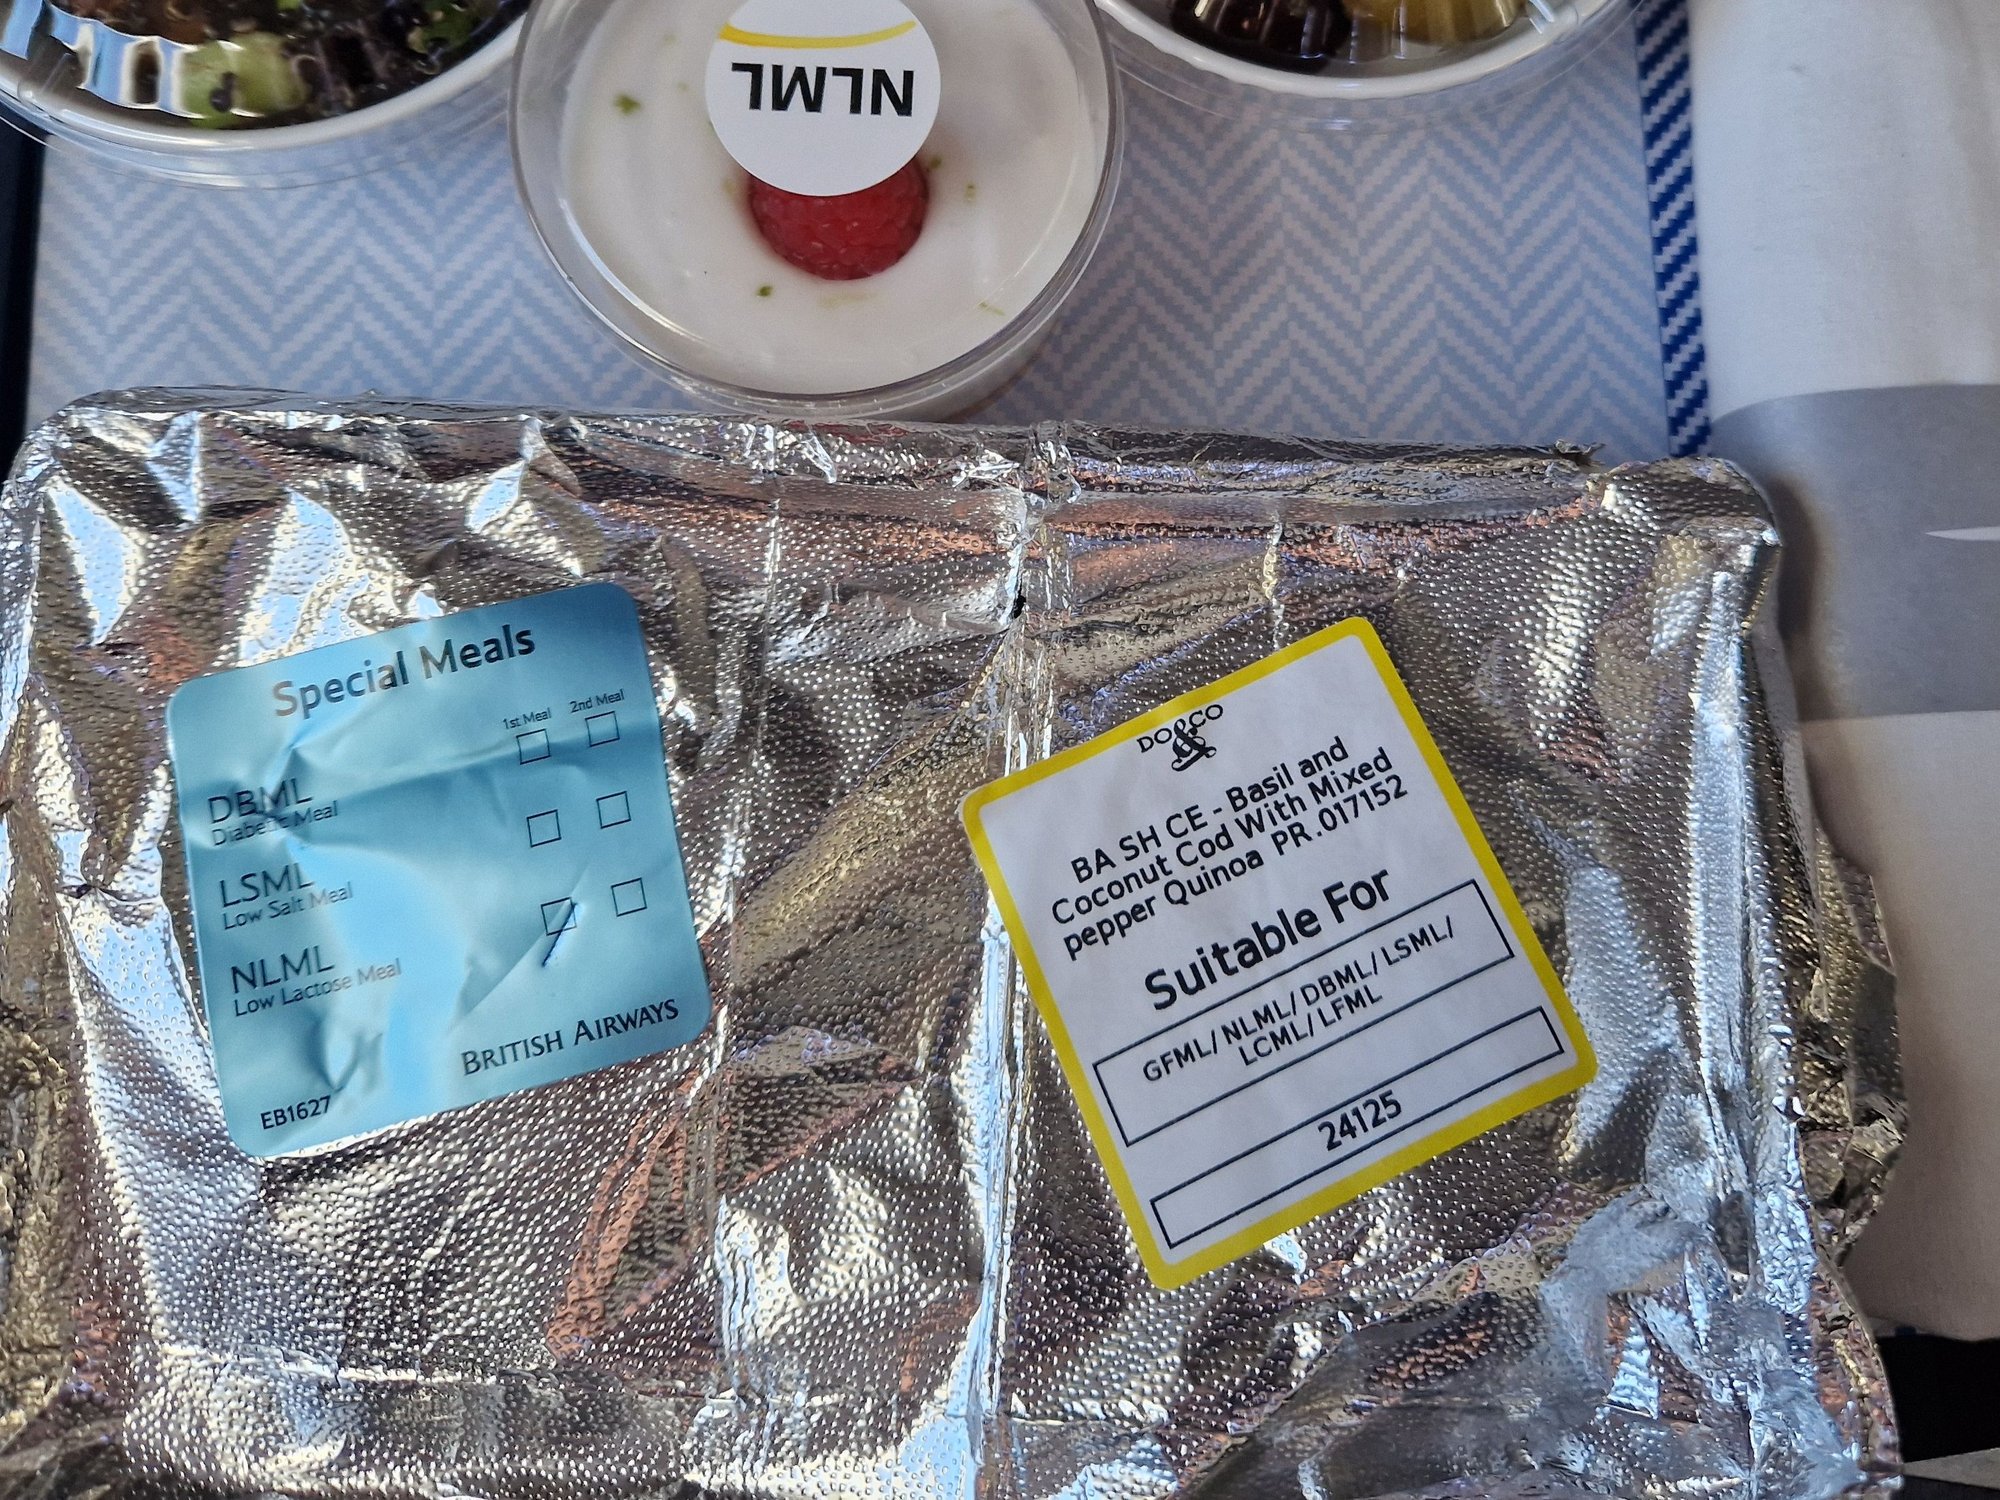 NLML
Special Meals
1st Meal 2nd Meal
DBML
Diabetic Meal
LSML
Low Salt Meal
NLML
Low Lactose Meal
BRITISH AIRWAYS
EB1627
DO & CO
BA SH CE - Basil and
Coconut Cod With Mixed
pepper Quinoa PR.017152
Suitable For
GFML/ NLML/ DBML/ LSML/
LCML/ LFML
24125